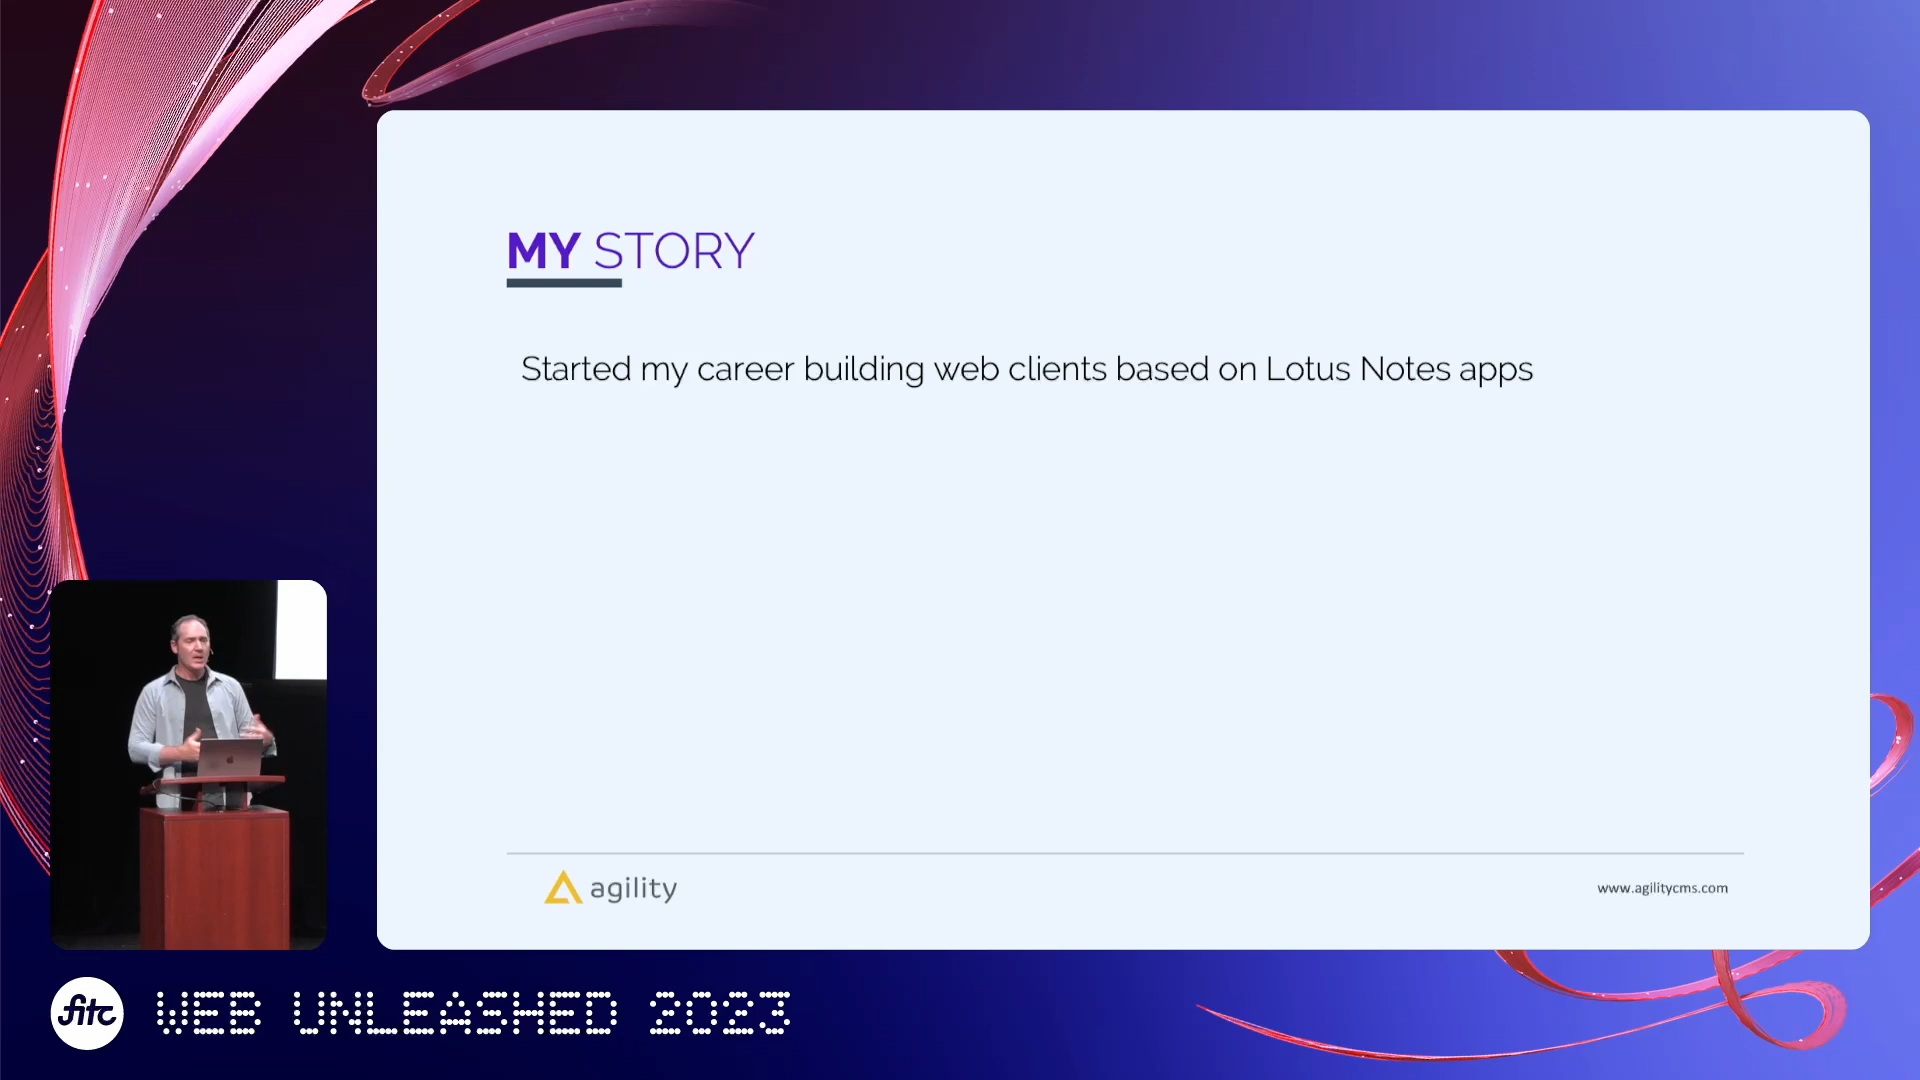 MY STORY
Started my career building web clients based on Lotus Notes apps
agility
www.agilitycms.com
fitc
WEB UNLEASHED 2023